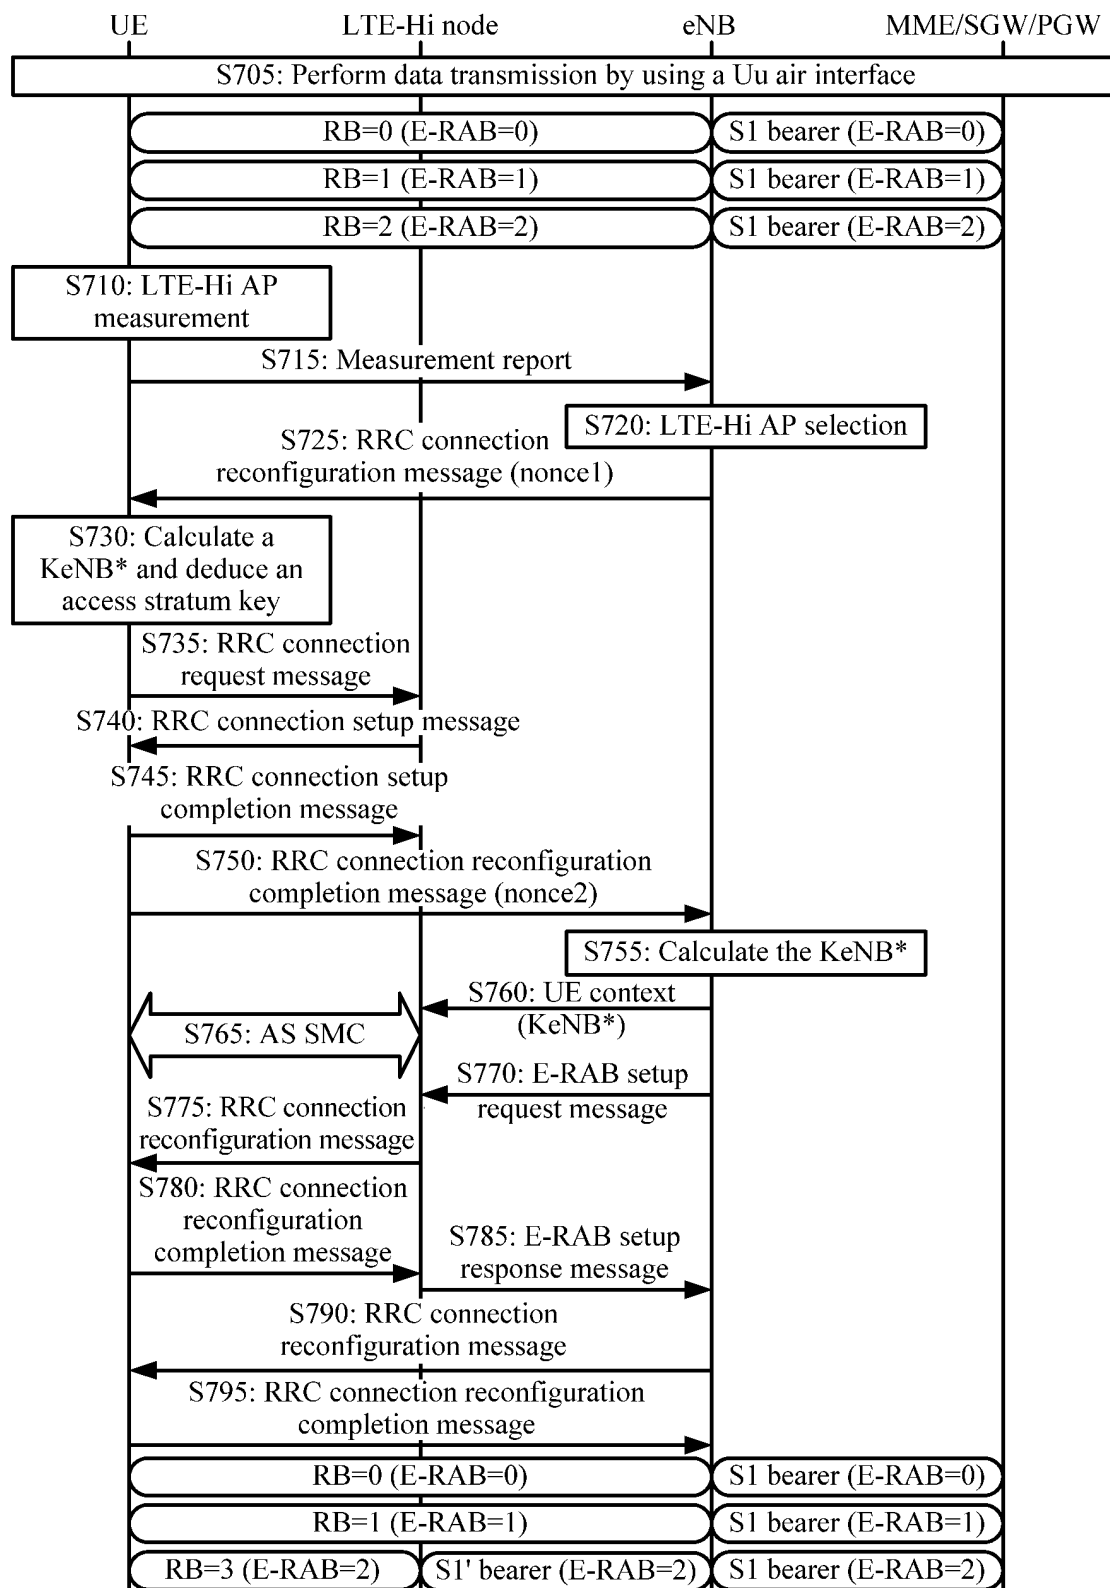 UE
LTE-Hi node
eNB
MME/SGW/PGW
S705: Perform data transmission by using a Uu air interface
RB=0 (E-RAB=0)
S1 bearer (E-RAB=0)
RB=1 (E-RAB=1)
S1 bearer (E-RAB=1)
RB=2 (E-RAB=2)
S1 bearer (E-RAB=2)
S710: LTE-Hi AP
measurement
S715: Measurement report
S720: LTE-Hi AP selection
S725: RRC connection
reconfiguration message (nonce1)
S730: Calculate a
KeNB* and deduce an
access stratum key
S735: RRC connection
request message
S740: RRC connection setup message
S745: RRC connection setup
completion message
S750: RRC connection reconfiguration
completion message (nonce2)
S755: Calculate the KeNB*
S760: UE context
(KeNB*)
S765: AS SMC
S770: E-RAB setup
request message
S775: RRC connection
reconfiguration message
S780: RRC connection
reconfiguration
completion message
S785: E-RAB setup
response message
S790: RRC connection
reconfiguration message
S795: RRC connection reconfiguration
completion message
RB=0 (E-RAB=0)
S1 bearer (E-RAB=0)
RB=1 (E-RAB=1)
S1 bearer (E-RAB=1)
RB=3 (E-RAB=2)
S1' bearer (E-RAB=2)
S1 bearer (E-RAB=2)